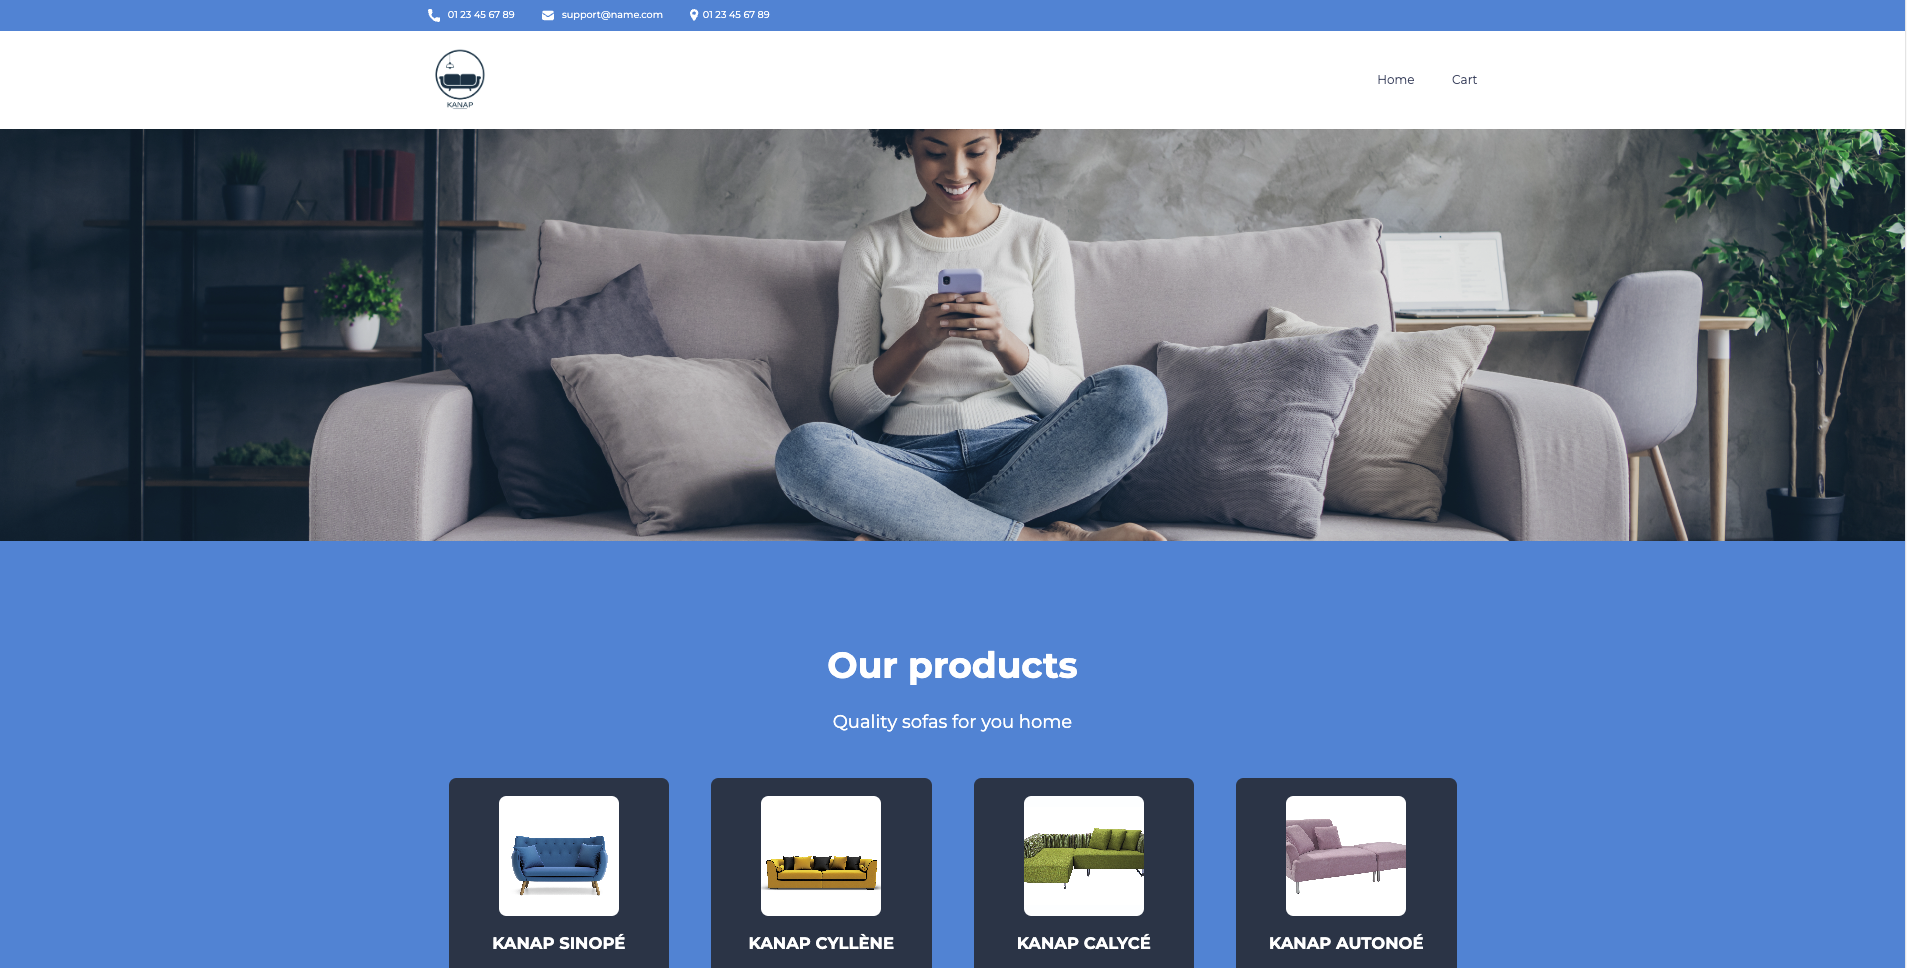 01 23 45 67 89 support@name.com 01 23 45 67 89
KANAP
Home Cart
Our products
Quality sofas for you home
KANAP SINOPÉ KANAP CYLLÈNE KANAP CALYCÉ KANAP AUTONOÉ